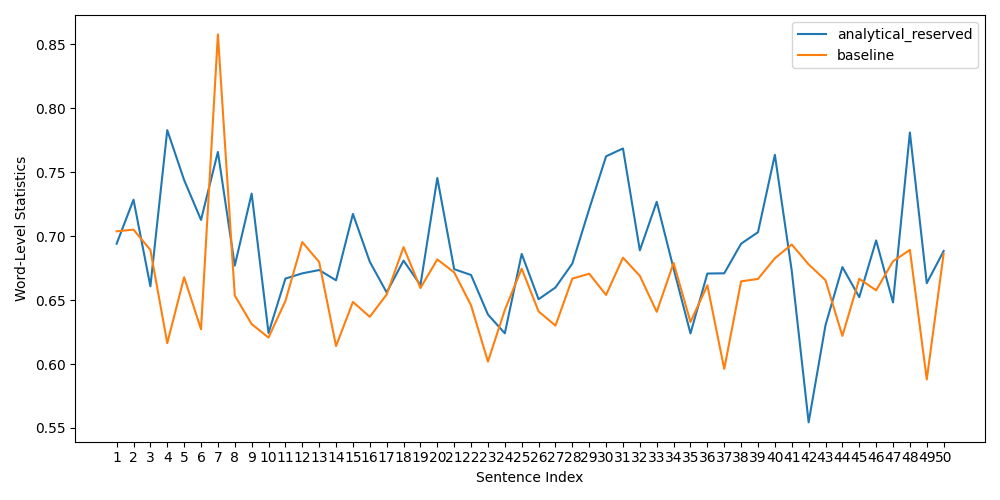 analytical_reserved
baseline
Word-Level Statistics
0.85
0.80
0.75
0.70
0.65
0.60
0.55
1 2 3 4 5 6 7 8 9 10 11 12 13 14 15 16 17 18 19 20 21 22 23 24 25 26 27 28 29 30 31 32 33 34 35 36 37 38 39 40 41 42 43 44 45 46 47 48 49 50
Sentence Index